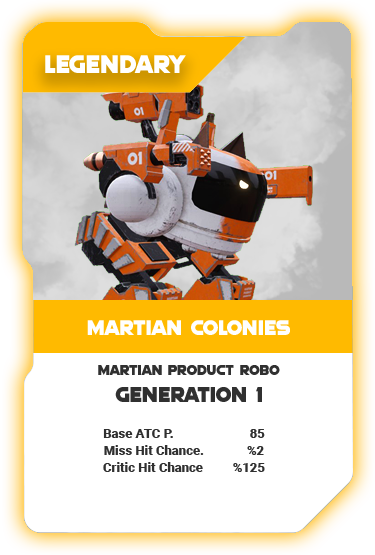 LEGENDARY
01
01
01
MARTIAN COLONIES
MARTIAN PRODUCT ROBO
GENERATION 1
Base ATC P. 85
Miss Hit Chance. %2
Critic Hit Chance %125